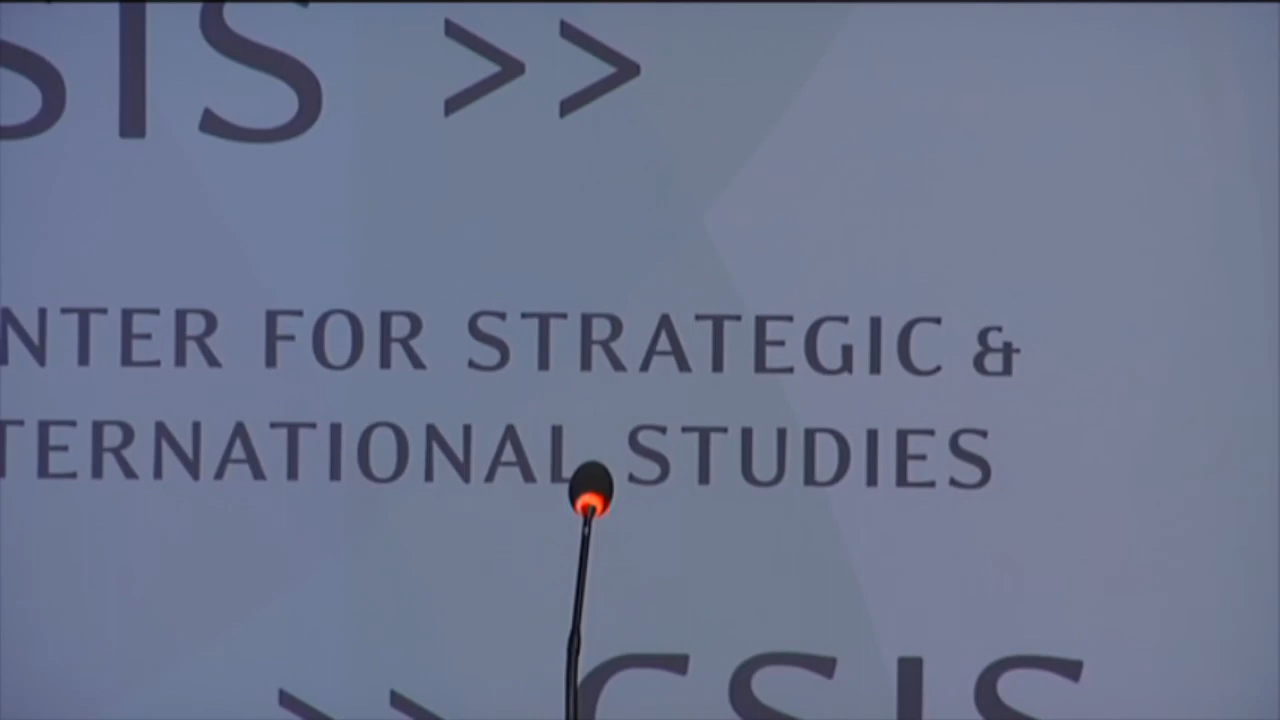 SIS >>
NTER FOR STRATEGIC &
TERNATIONAL STUDIES
>> CSIS